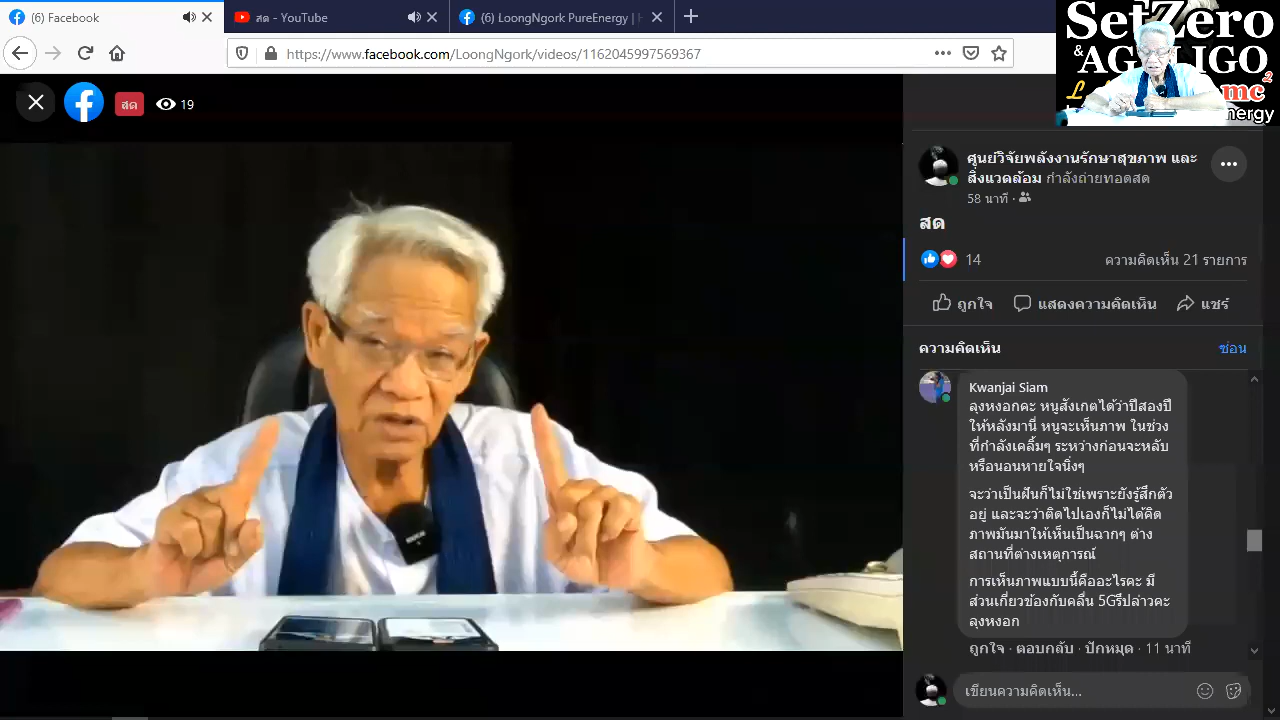 (6) Facebook
สด - YouTube
(6) LoongNgork PureEnergy | H
https://www.facebook.com/LoongNgork/videos/1162045997569367
SetZero
&
LIGO
mc²
สด
19
ศูนย์วิจัยพลังงานรักษาสุขภาพ และ
สิ่งแวดล้อม กำลังถ่ายทอดสด
58 นาที ·
สด
14
ความคิดเห็น 21 รายการ
ถูกใจ
แสดงความคิดเห็น
แชร์
ความคิดเห็น
ซ่อน
Kwanjai Siam
ลุงหงอกคะ หนูสังเกตได้ว่าปีสองปี
ให้หลังมานี้ หนูจะเห็นภาพ ในช่วง
ที่กำลังเคลิ้มๆ ระหว่างก่อนจะหลับ
หรือนอนหายใจนิ่งๆ
จะว่าเป็นฝันก็ไม่ใช่เพราะยังรู้สึกตัว
อยู่ และจะว่าติดไปเองก็ไม่ได้คิด
ภาพมันมาให้เห็นเป็นฉากๆ ต่าง
สถานที่ต่างเหตุการณ์
การเห็นภาพแบบนี้คืออะไรคะ มี
ส่วนเกี่ยวข้องกับคลื่น 5Gรึปล่าวคะ
ลุงหงอก
ถูกใจ · ตอบกลับ · ปักหมุด · 11 นาที
เขียนความคิดเห็น...